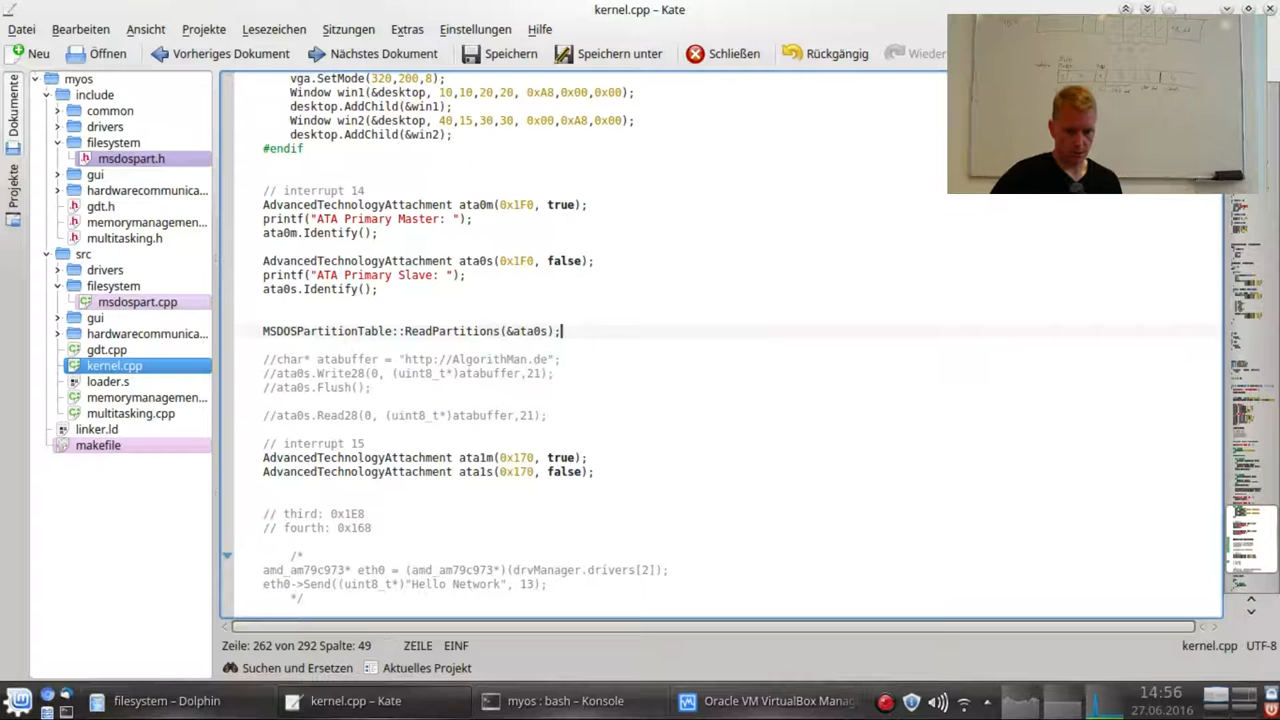 kernel.cpp – Kate
Datei Bearbeiten Ansicht Projekte Lesezeichen Sitzungen Extras Einstellungen Hilfe
Neu Öffnen Vorheriges Dokument Nächstes Dokument Speichern Speichern unter Schließen Rückgängig Wieder
Dokumente
Projekte
myos
include
common
drivers
filesystem
msdospart.h
gui
hardwarecommunica...
gdt.h
memorymanagemen...
multitasking.h
src
drivers
filesystem
msdospart.cpp
gui
hardwarecommunica...
gdt.cpp
kernel.cpp
loader.s
memorymanagemen...
multitasking.cpp
linker.ld
makefile
vga.SetMode(320,200,8);
Window win1(&desktop, 10,10,20,20, 0xA8,0x00,0x00);
desktop.AddChild(&win1);
Window win2(&desktop, 40,15,30,30, 0x00,0xA8,0x00);
desktop.AddChild(&win2);
#endif
// interrupt 14
AdvancedTechnologyAttachment ata0m(0x1F0, true);
printf("ATA Primary Master: ");
ata0m.Identify();
AdvancedTechnologyAttachment ata0s(0x1F0, false);
printf("ATA Primary Slave: ");
ata0s.Identify();
MSDOSPartitionTable::ReadPartitions(&ata0s);
//char* atabuffer = "http://AlgorithMan.de";
//ata0s.Write28(0, (uint8_t*)atabuffer,21);
//ata0s.Flush();
//ata0s.Read28(0, (uint8_t*)atabuffer,21);
// interrupt 15
AdvancedTechnologyAttachment ata1m(0x170, true);
AdvancedTechnologyAttachment ata1s(0x170, false);
// third: 0x1E8
// fourth: 0x168
/*
amd_am79c973* eth0 = (amd_am79c973*)(drvManager.drivers[2]);
eth0->Send((uint8_t*)"Hello Network", 13);
*/
Zeile: 262 von 292 Spalte: 49 ZEILE EINF kernel.cpp UTF-8
Suchen und Ersetzen Aktuelles Projekt
filesystem – Dolphin kernel.cpp – Kate myos : bash – Konsole Oracle VM VirtualBox Manag 14:56
27.06.2016